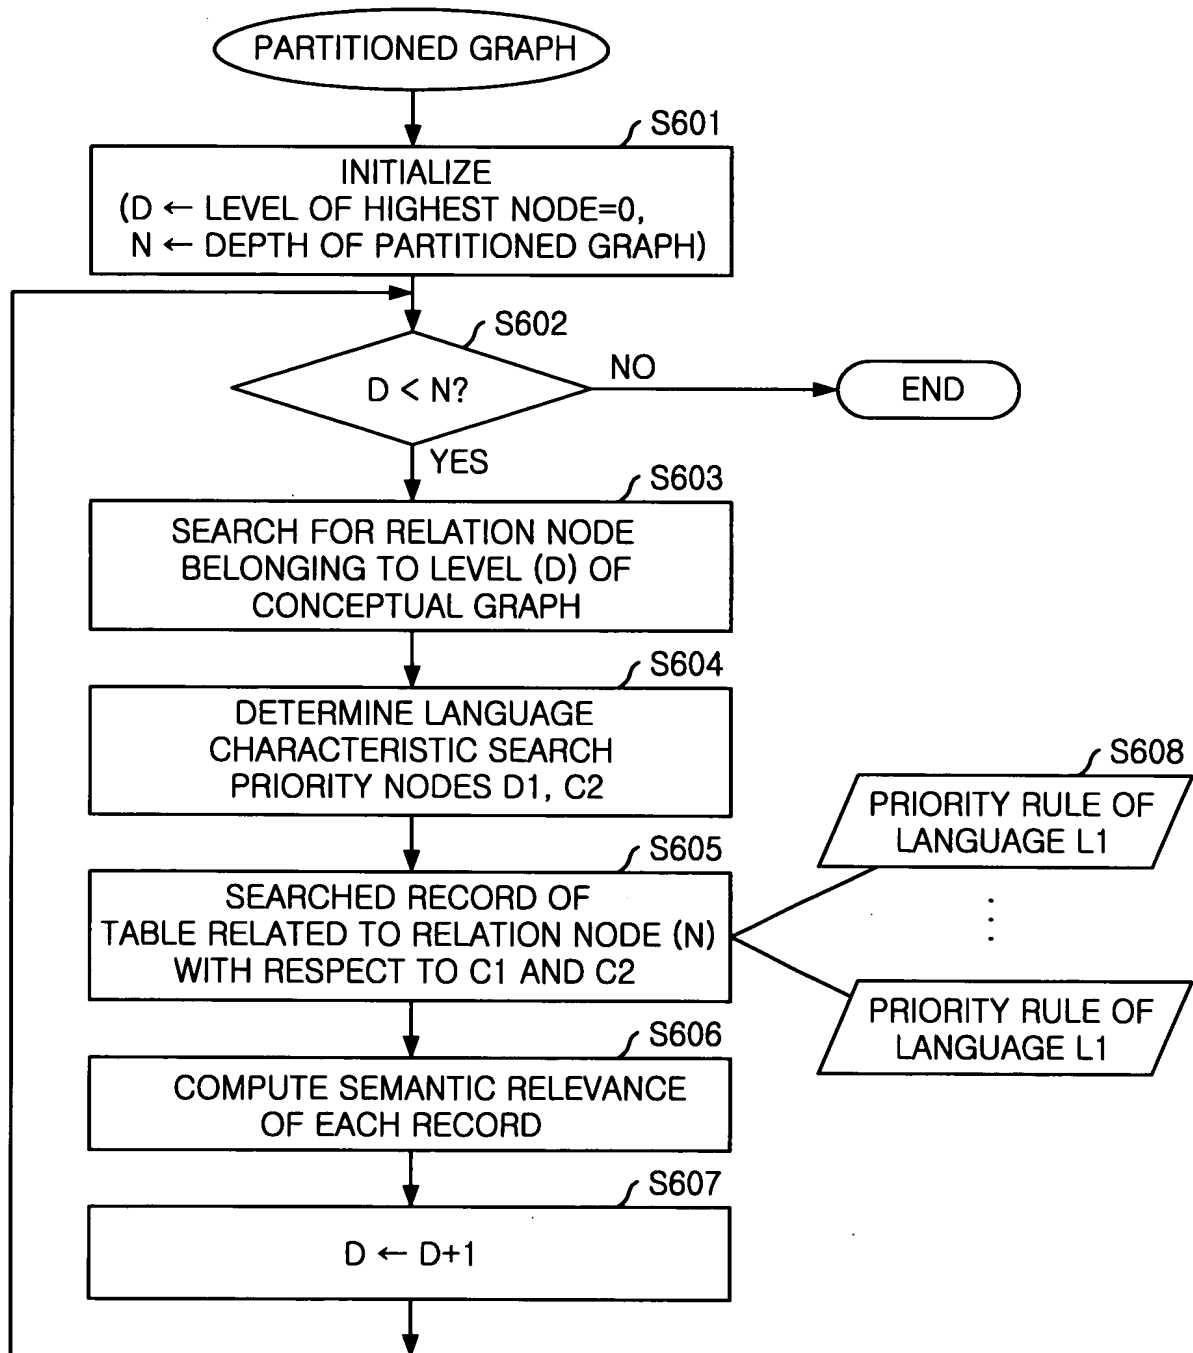 PARTITIONED GRAPH
S601
INITIALIZE
(D ← LEVEL OF HIGHEST NODE=0,
N ← DEPTH OF PARTITIONED GRAPH)
S602
D < N?
NO
END
YES
S603
SEARCH FOR RELATION NODE
BELONGING TO LEVEL (D) OF
CONCEPTUAL GRAPH
S604
DETERMINE LANGUAGE
CHARACTERISTIC SEARCH
PRIORITY NODES D1, C2
S608
PRIORITY RULE OF
LANGUAGE L1
S605
SEARCHED RECORD OF
TABLE RELATED TO RELATION NODE (N)
WITH RESPECT TO C1 AND C2
⋮
PRIORITY RULE OF
LANGUAGE L1
S606
COMPUTE SEMANTIC RELEVANCE
OF EACH RECORD
S607
D ← D+1